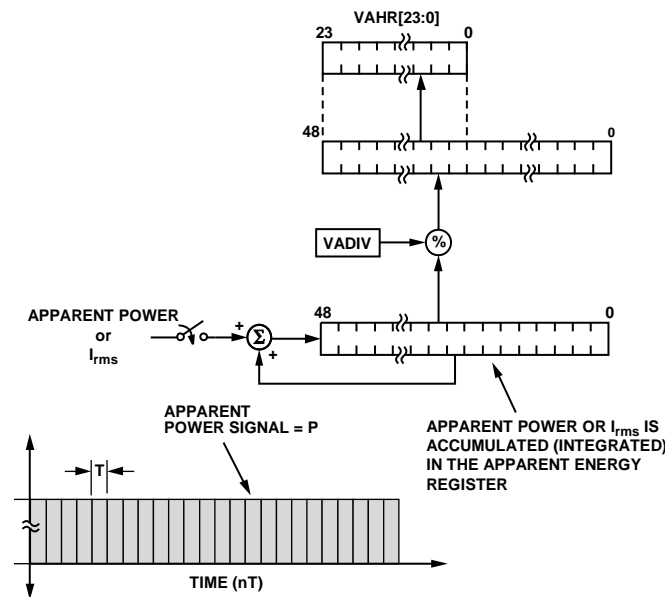 VAHR[23:0]
23
0
48
0
VADIV
%
48
0
APPARENT POWER
or
Irms
+
Σ
+
APPARENT
POWER SIGNAL = P
APPARENT POWER OR Irms IS
ACCUMULATED (INTEGRATED)
IN THE APPARENT ENERGY
REGISTER
T
TIME (nT)